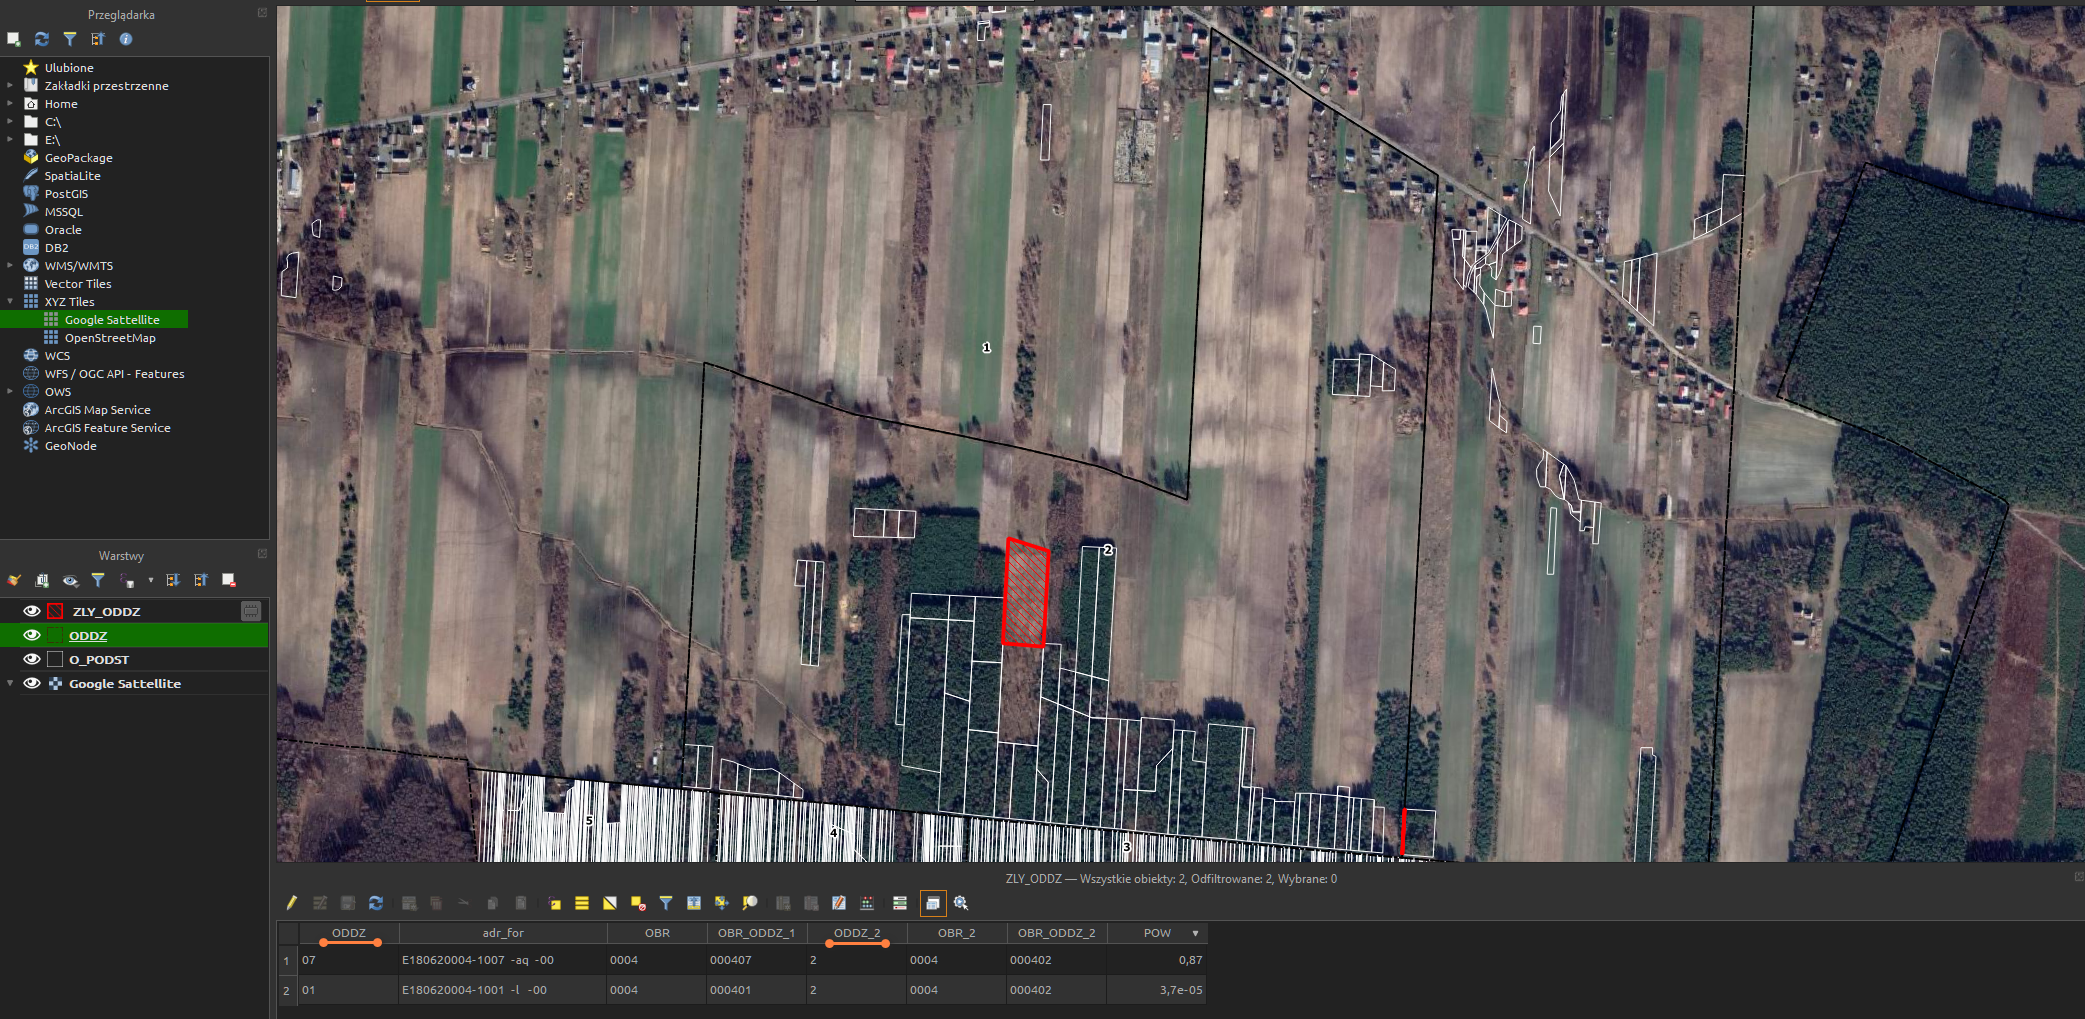 Przeglądarka
Ulubione
Zakładki przestrzenne
Home
C:\
E:\
GeoPackage
SpatiaLite
PostGIS
MSSQL
Oracle
DB2
WMS/WMTS
Vector Tiles
XYZ Tiles
Google Sattellite
OpenStreetMap
WCS
WFS / OGC API - Features
OWS
ArcGIS Map Service
ArcGIS Feature Service
GeoNode
Warstwy
ZLY_ODDZ
ODDZ
O_PODST
Google Sattellite
1
2
5
4
3
ZLY_ODDZ — Wszystkie obiekty: 2, Odfiltrowane: 2, Wybrane: 0
ODDZ adr_for OBR OBR_ODDZ_1 ODDZ_2 OBR_2 OBR_ODDZ_2 POW
1 07 E180620004-1007 -aq -00 0004 000407 2 0004 000402 0,87
2 01 E180620004-1001 -l -00 0004 000401 2 0004 000402 3,7e-05